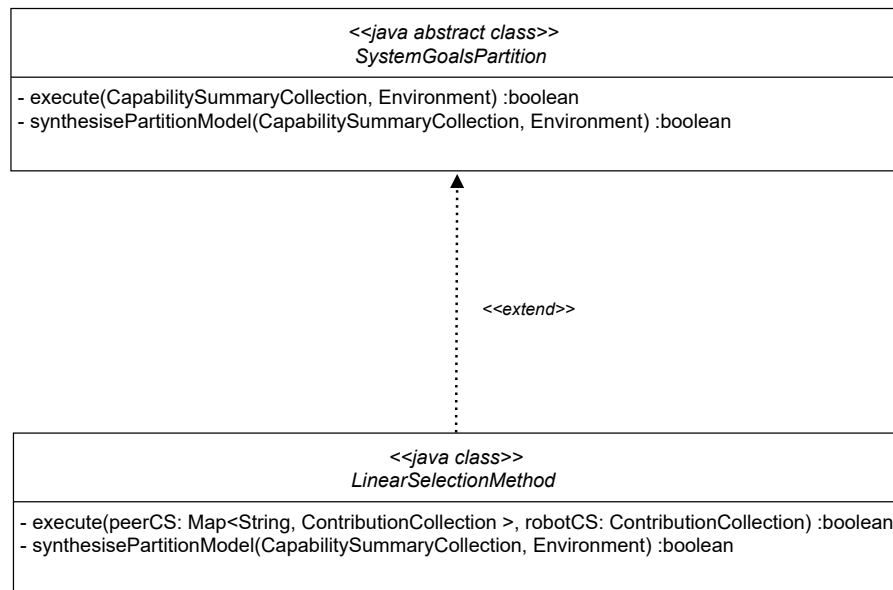 <<java abstract class>>
SystemGoalsPartition
- execute(CapabilitySummaryCollection, Environment) :boolean
- synthesisePartitionModel(CapabilitySummaryCollection, Environment) :boolean
<<extend>>
<<java class>>
LinearSelectionMethod
- execute(peerCS: Map<String, ContributionCollection >, robotCS: ContributionCollection) :boolean
- synthesisePartitionModel(CapabilitySummaryCollection, Environment) :boolean